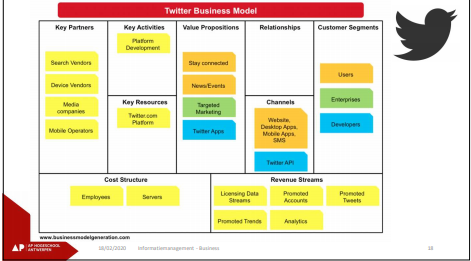 Twitter Business Model
Key Partners
Search Vendors
Device Vendors
Media
companies
Mobile Operators
Key Activities
Platform
Development
Key Resources
Twitter.com
Platform
Value Propositions
Stay connected
News/Events
Targeted
Marketing
Twitter Apps
Relationships
Channels
Website,
Desktop Apps,
Mobile Apps,
SMS
Twitter API
Customer Segments
Users
Enterprises
Developers
Cost Structure
Employees
Servers
Revenue Streams
Licensing Data
Streams
Promoted
Accounts
Promoted
Tweets
Promoted Trends
Analytics
www.businessmodelgeneration.com
AP HOGESCHOOL
ANTWERPEN
18/02/2020
Informatiemanagement - Business
18